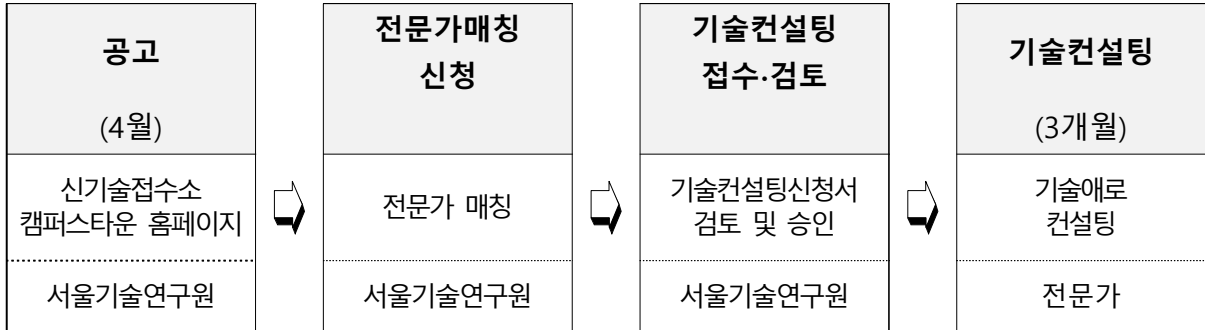 공고
(4월)
신기술접수소
캠퍼스타운 홈페이지
서울기술연구원
전문가매칭
신청
전문가 매칭
서울기술연구원
기술컨설팅
접수·검토
기술컨설팅신청서
검토 및 승인
서울기술연구원
기술컨설팅
(3개월)
기술애로
컨설팅
전문가